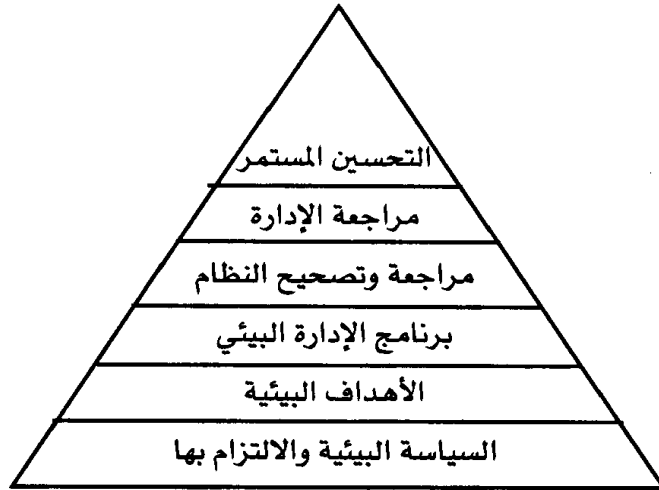 التحسين المستمر
مراجعة الإدارة
مراجعة وتصحيح النظام
برنامج الإدارة البيئي
الأهداف البيئية
السياسة البيئية والالتزام بها